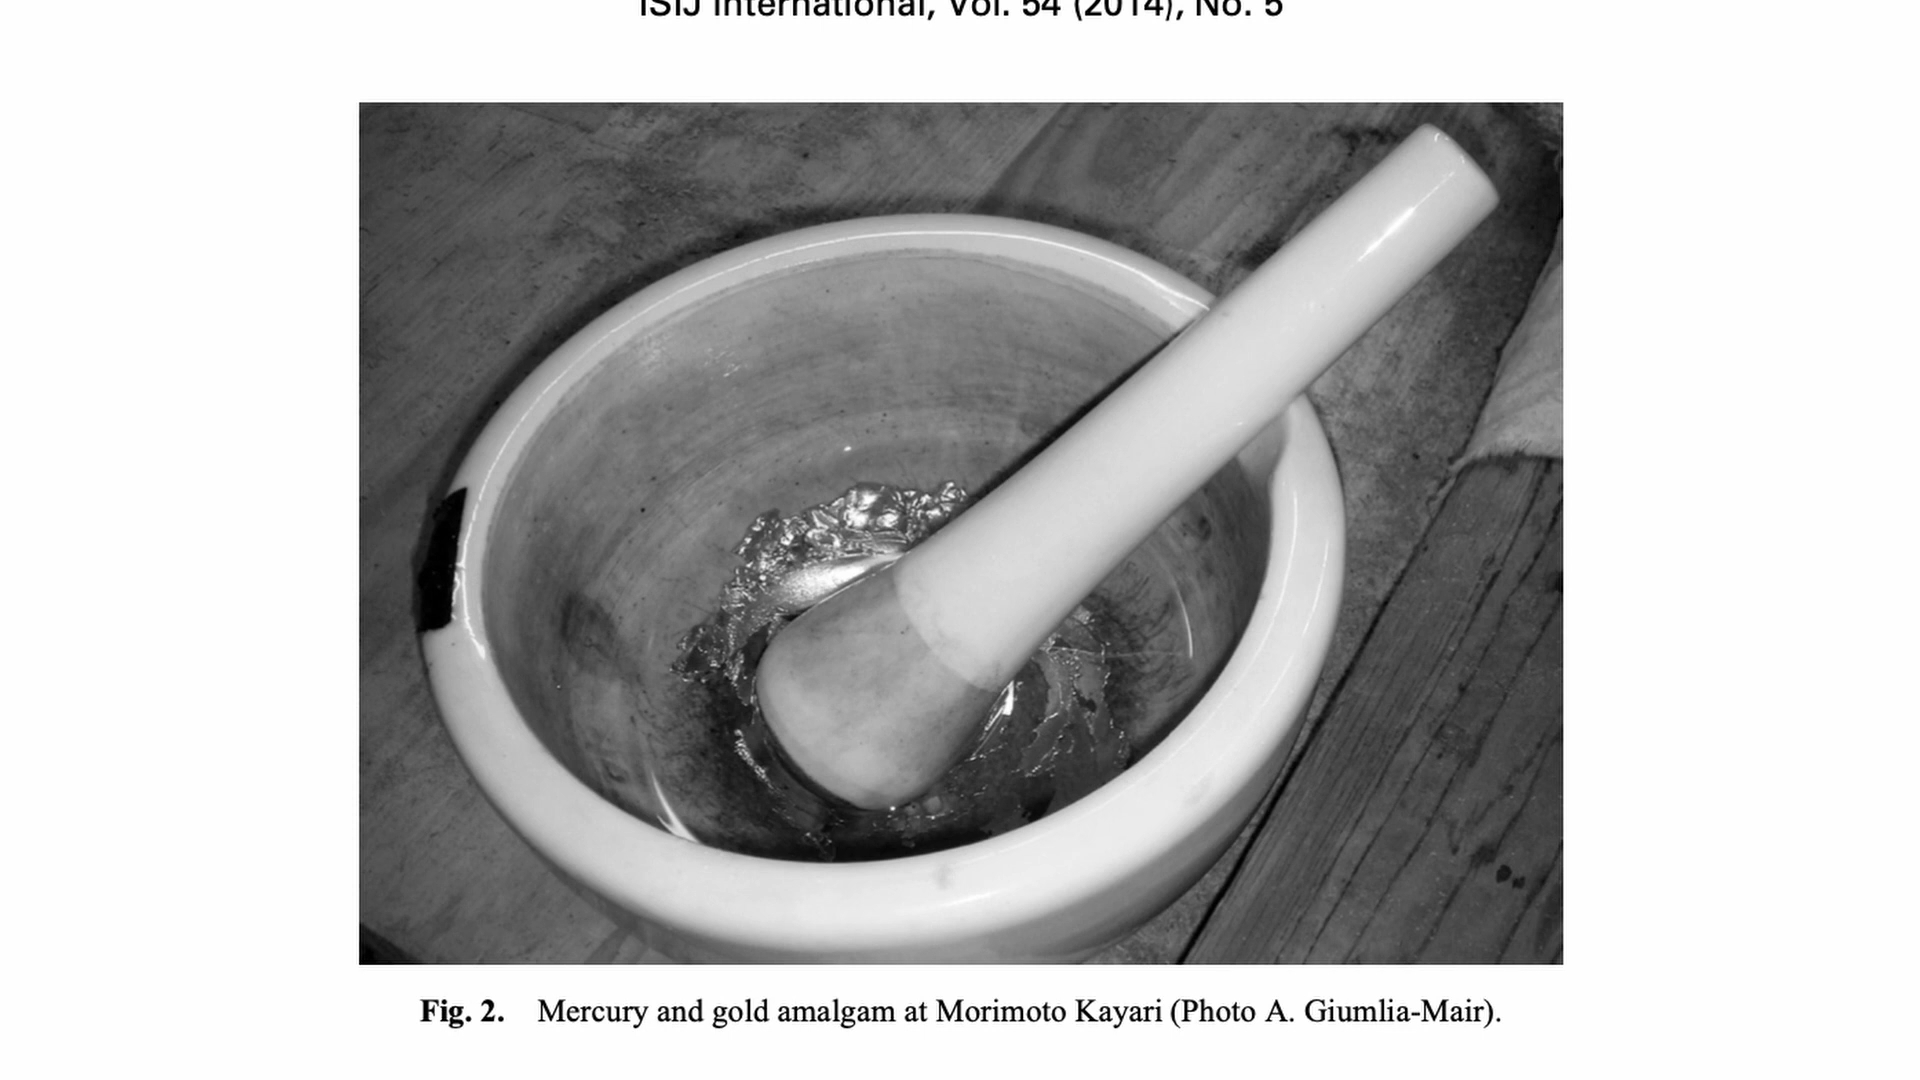 ISIJ International, Vol. 54 (2014), No. 5
Fig. 2. Mercury and gold amalgam at Morimoto Kayari (Photo A. Giumlia-Mair).